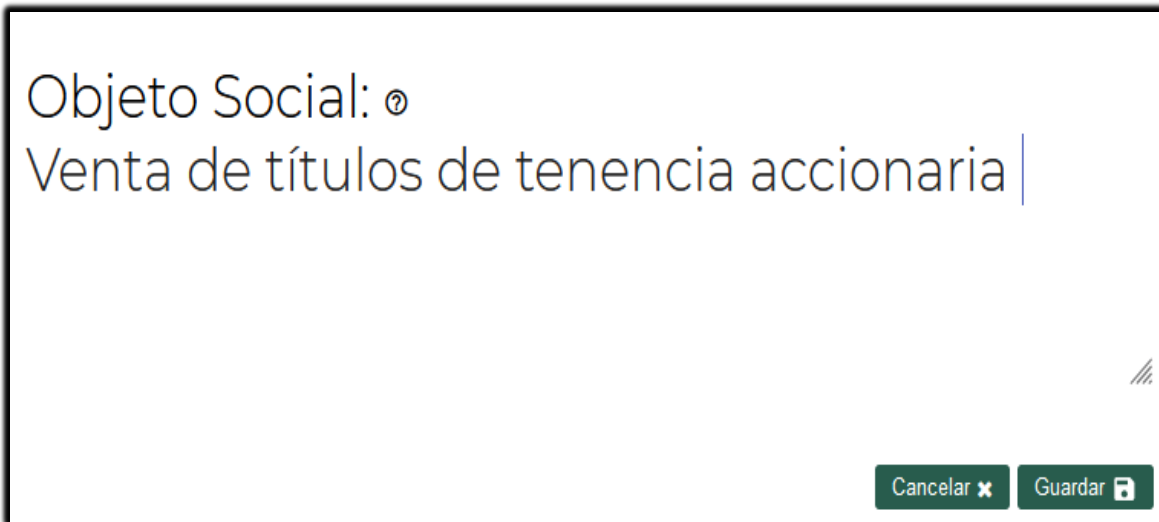 Objeto Social:
Venta de títulos de tenencia accionaria
Cancelar
Guardar